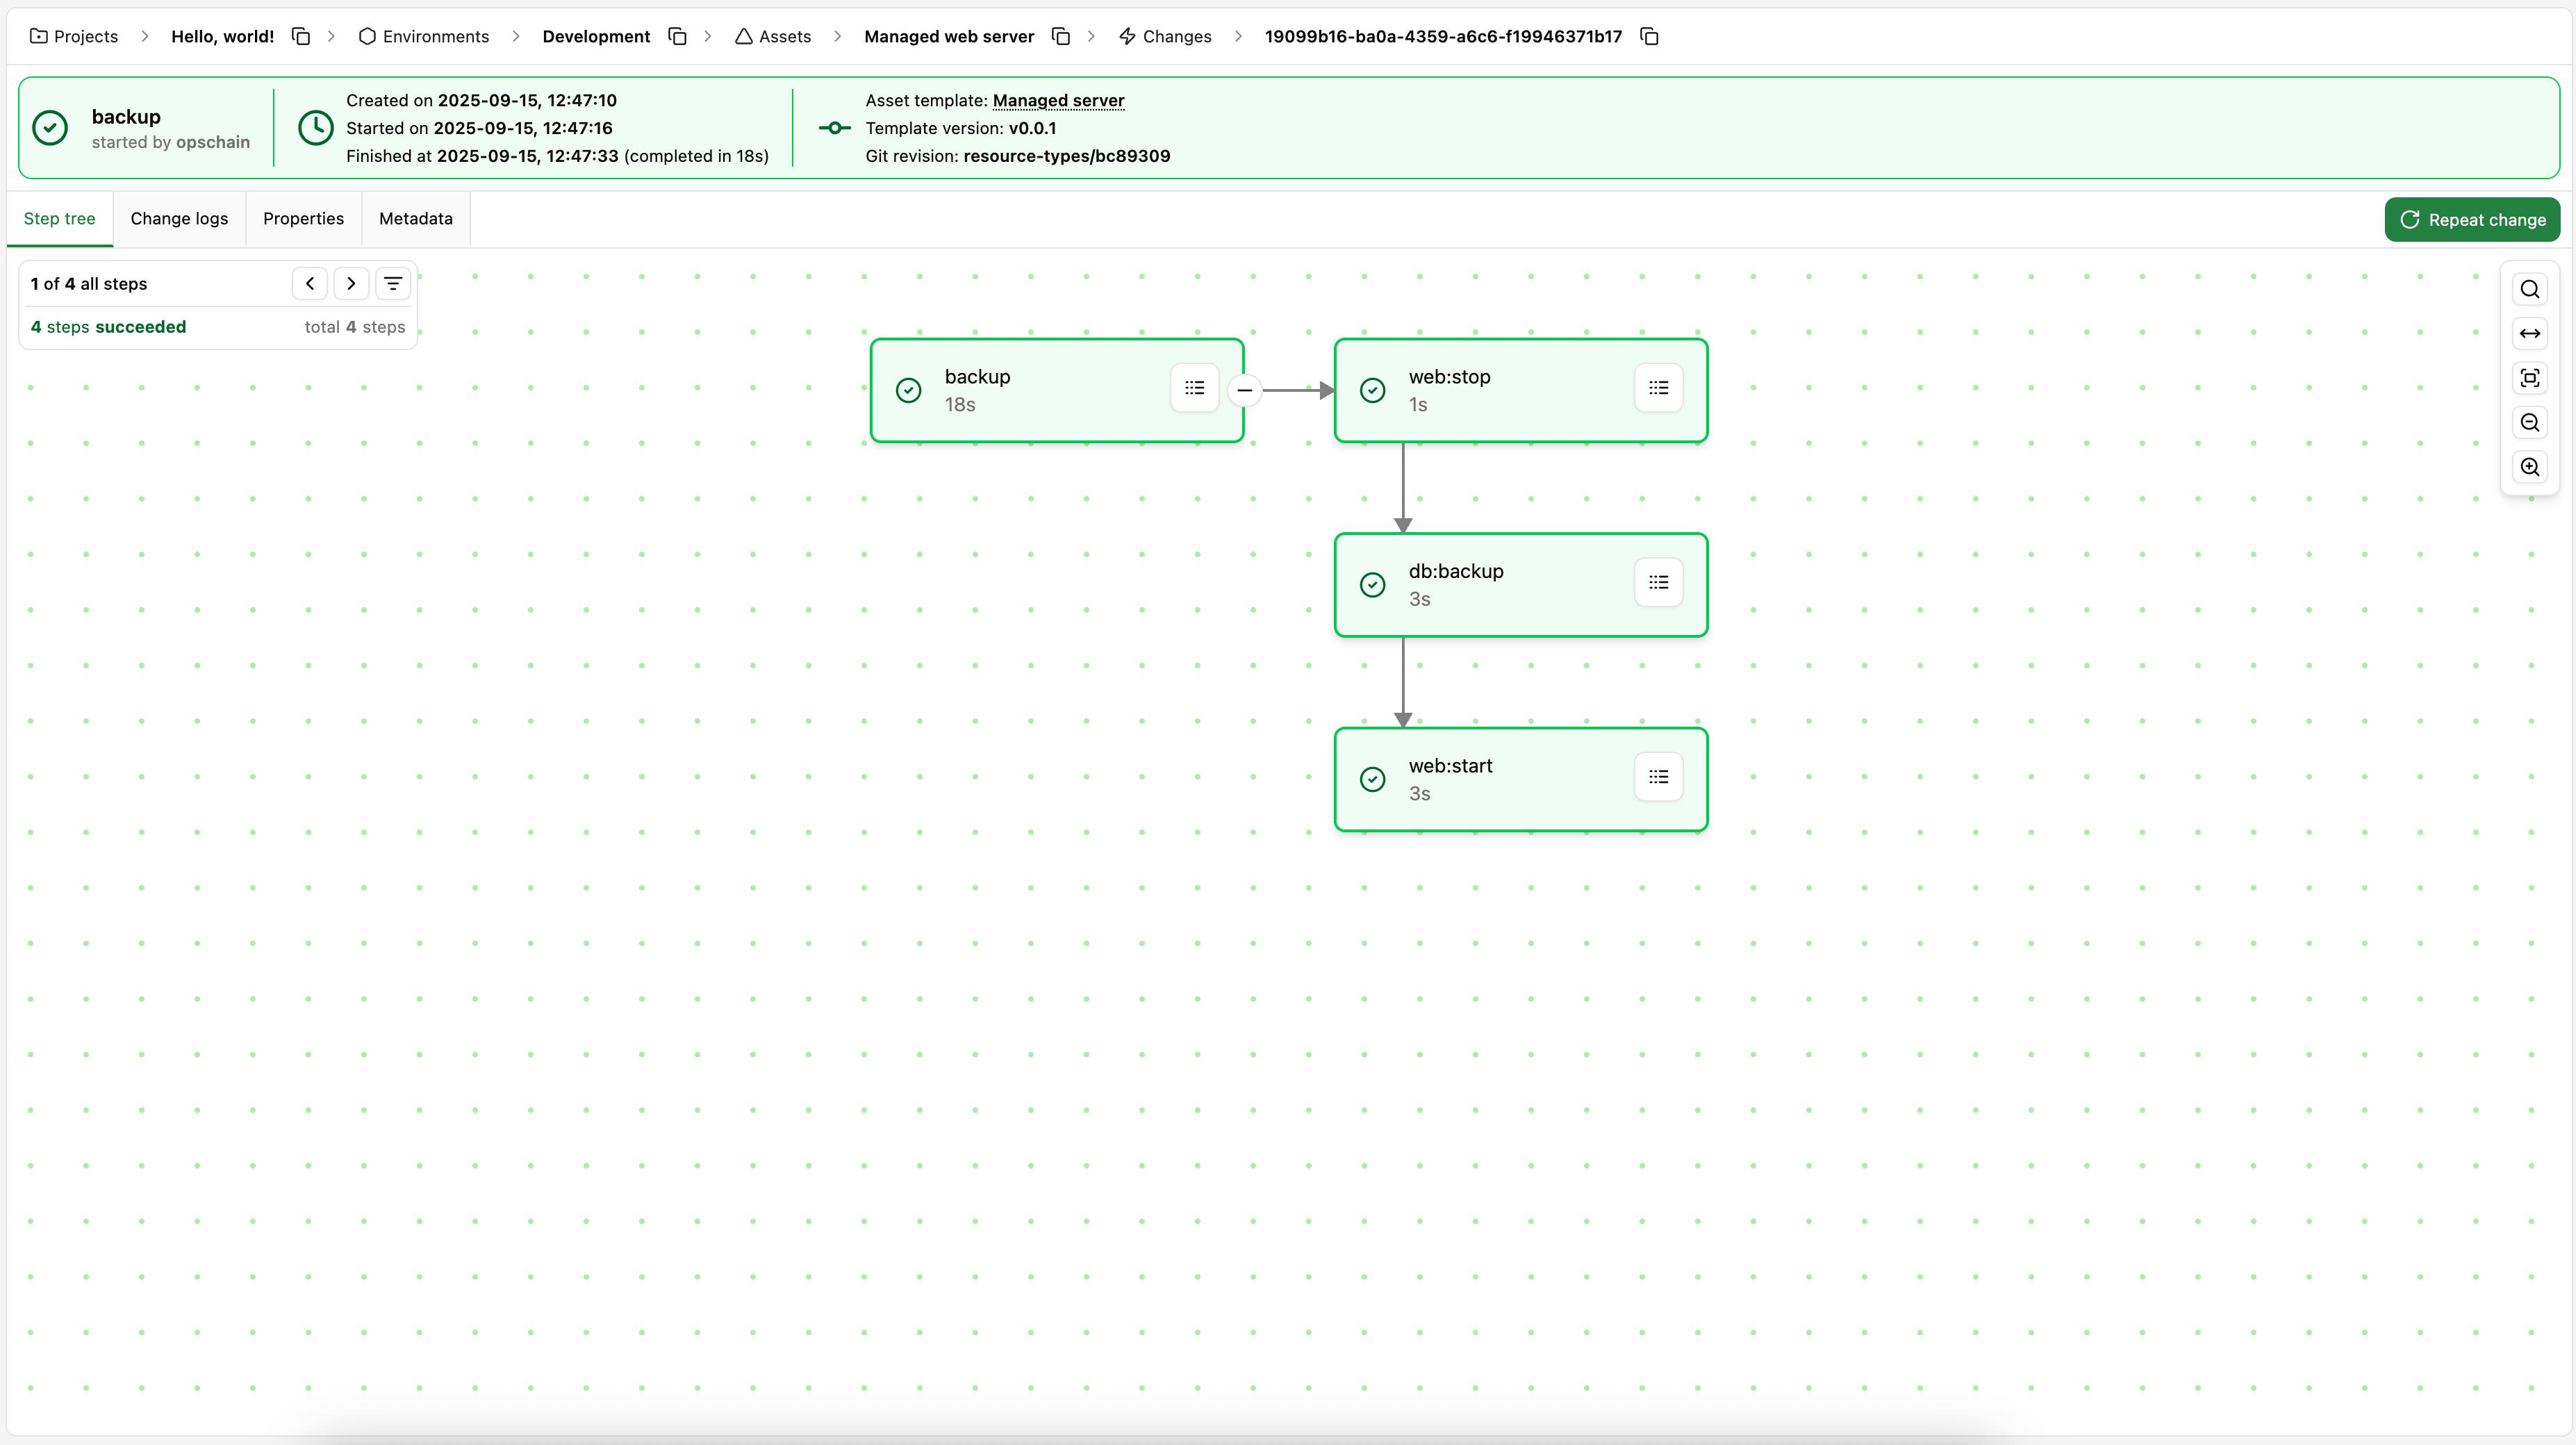 Projects > Hello, world! > Environments > Development > Assets > Managed web server > Changes > 19099b16-ba0a-4359-a6c6-f19946371b17
backup
started by opschain
Created on 2025-09-15, 12:47:10
Started on 2025-09-15, 12:47:16
Finished at 2025-09-15, 12:47:33 (completed in 18s)
Asset template: Managed server
Template version: v0.0.1
Git revision: resource-types/bc89309
Step tree
Change logs
Properties
Metadata
Repeat change
1 of 4 all steps
4 steps succeeded
total 4 steps
backup
18s
web:stop
1s
db:backup
3s
web:start
3s